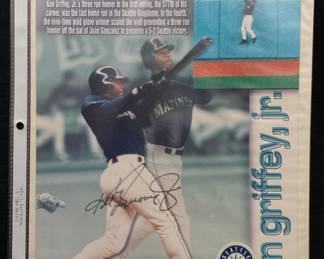 Ken Griffey, Jr.'s three run homer in the first inning, the 377th of his
career, was the last run in the Seattle Kingdome. In the fourth,
the nine-time gold glove winner scaled the wall preventing a three run
homer off the bat of Juan Gonzalez to preserve a 5-2 Seattle victory.
MARINERS
n griffey, jr.
SEATTLE